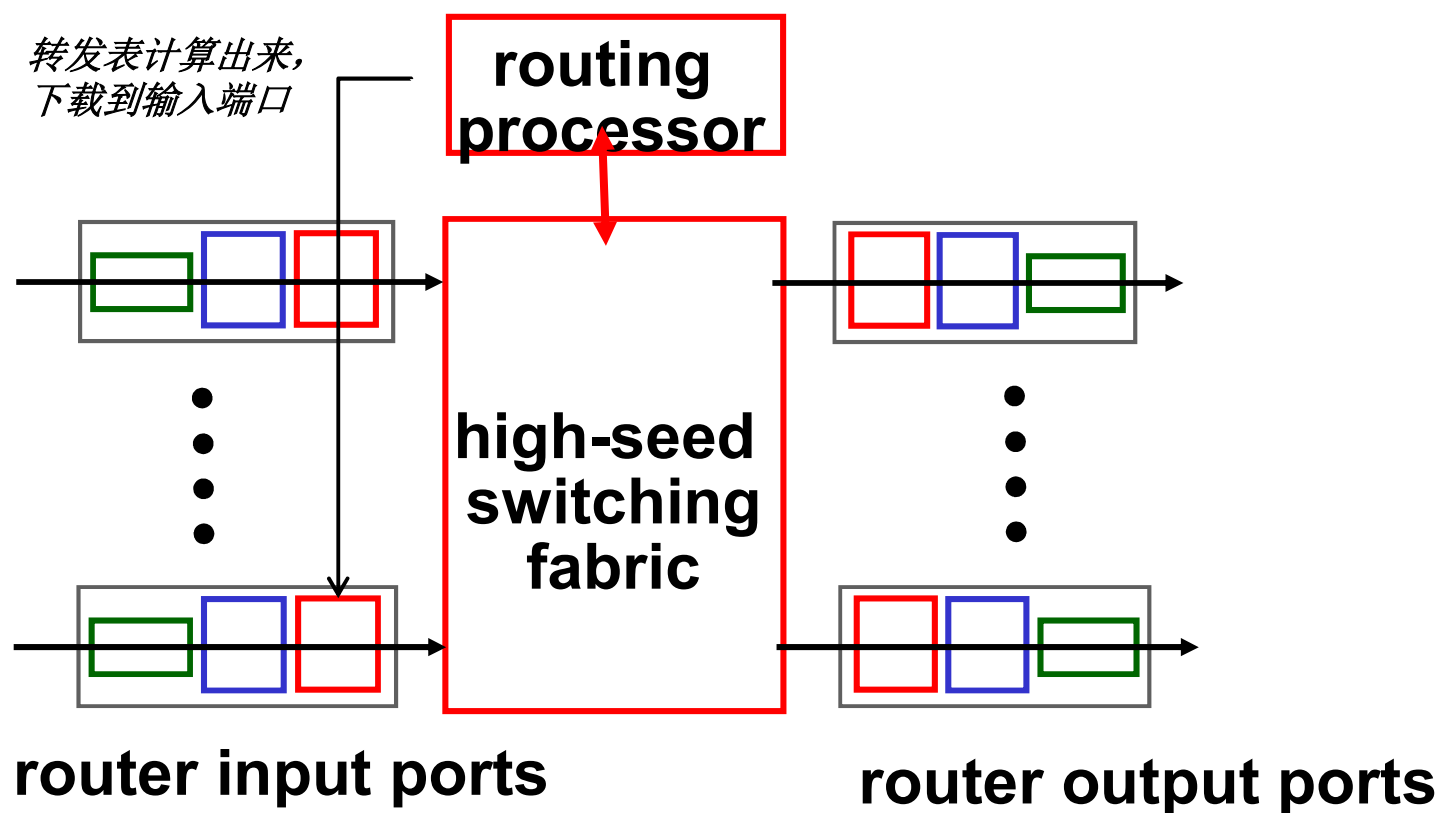 转发表计算出来，
下载到输入端口
routing
processor
high-seed
switching
fabric
router input ports
router output ports